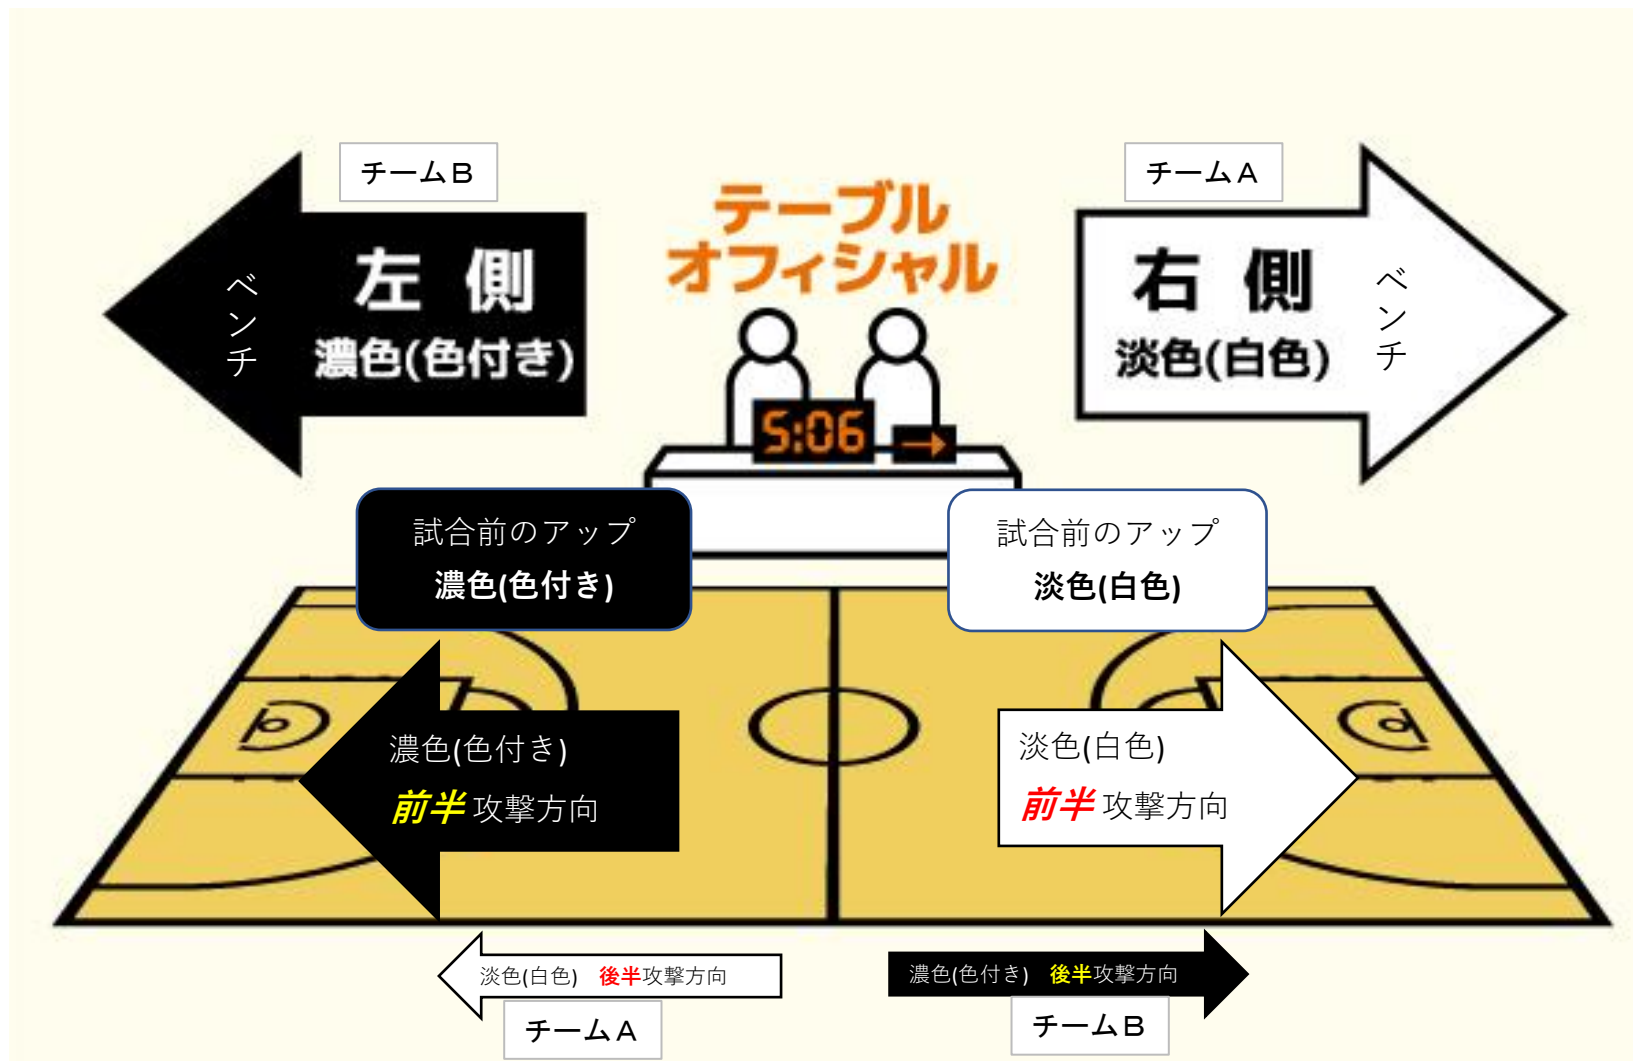 チームB
チームA
テーブル
オフィシャル
左 側
濃色(色付き)
ベンチ
右 側
淡色(白色)
ベンチ
5:06
→
試合前のアップ
濃色(色付き)
試合前のアップ
淡色(白色)
濃色(色付き)
前半 攻撃方向
淡色(白色)
前半 攻撃方向
淡色(白色) 後半攻撃方向
濃色(色付き) 後半攻撃方向
チームA
チームB